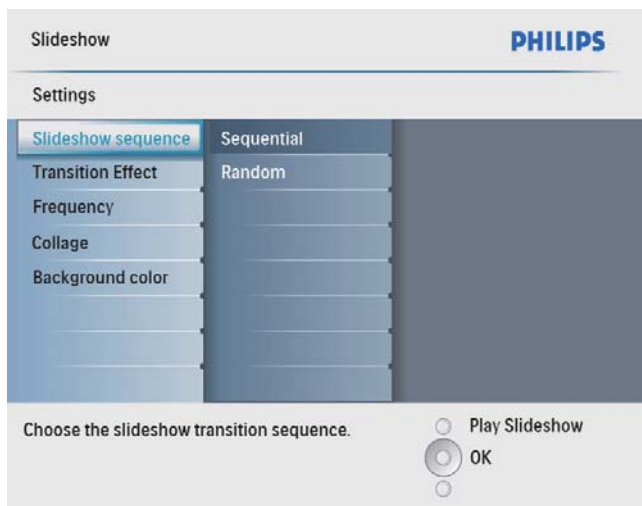 Slideshow
PHILIPS
Settings
Slideshow sequence
Sequential
Transition Effect
Random
Frequency
Collage
Background color
Choose the slideshow transition sequence.
Play Slideshow
OK